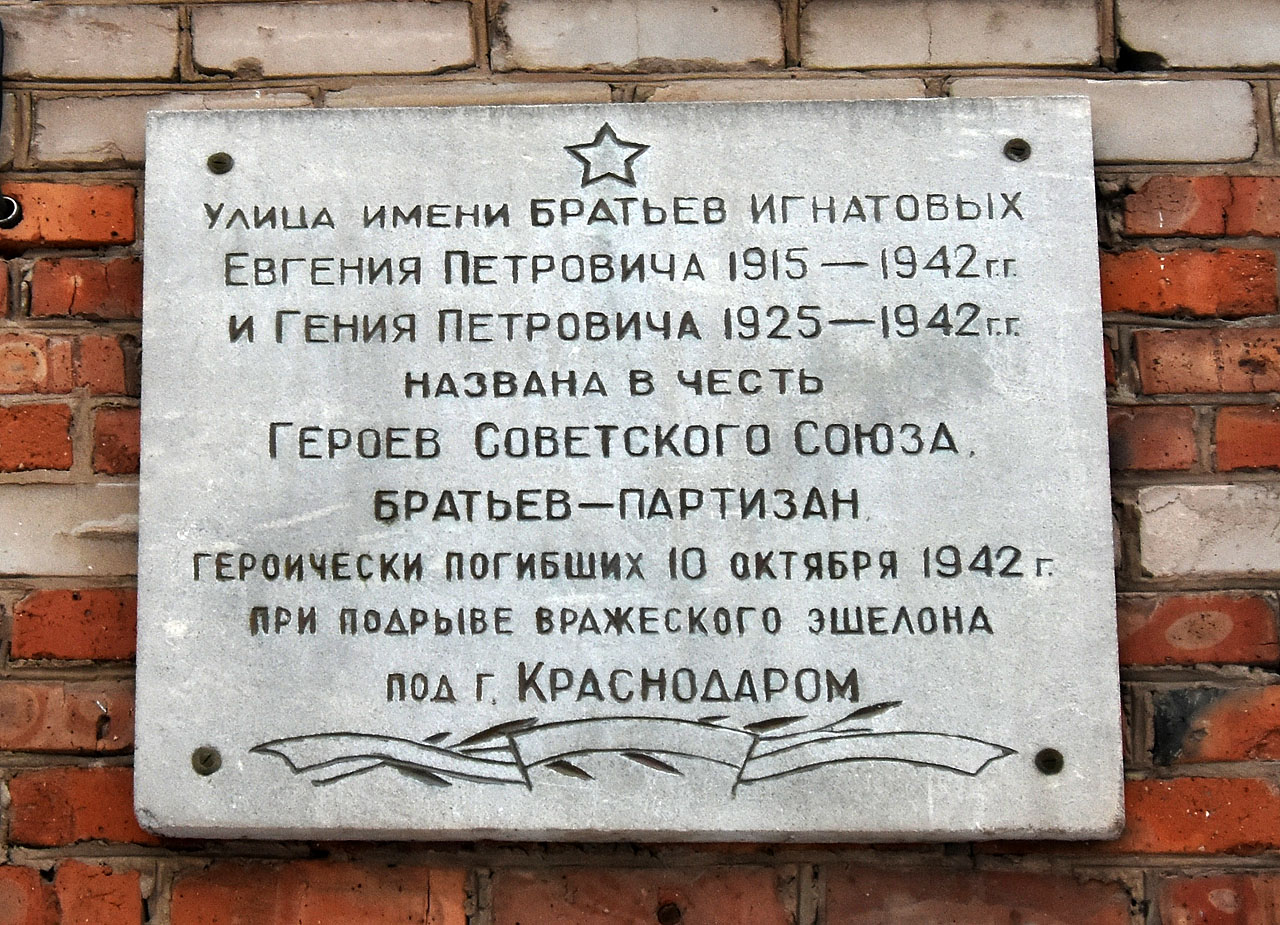 Улица имени Братьев Игнатовых
Евгения Петровича 1915 — 1942 г.г.
и Гения Петровича 1925 — 1942 г.г.
названа в честь
Героев Советского Союза,
братьев — партизан,
героически погибших 10 октября 1942 г.
при подрыве вражеского эшелона
под г. Краснодаром